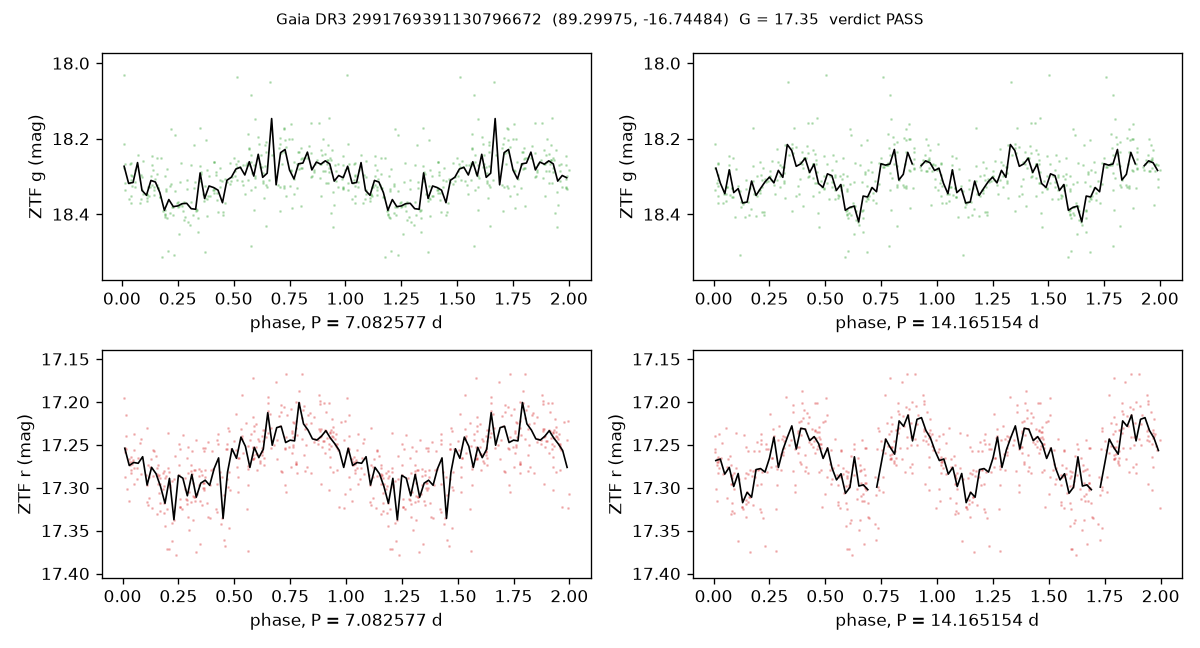 Gaia DR3 2991769391130796672 (89.29975, -16.74484) G = 17.35 verdict PASS
ZTF g (mag)
18.0
18.2
18.4
0.00 0.25 0.50 0.75 1.00 1.25 1.50 1.75 2.00
phase, P = 7.082577 d
ZTF g (mag)
18.0
18.2
18.4
0.00 0.25 0.50 0.75 1.00 1.25 1.50 1.75 2.00
phase, P = 14.165154 d
ZTF r (mag)
17.15
17.20
17.25
17.30
17.35
17.40
0.00 0.25 0.50 0.75 1.00 1.25 1.50 1.75 2.00
phase, P = 7.082577 d
ZTF r (mag)
17.15
17.20
17.25
17.30
17.35
17.40
0.00 0.25 0.50 0.75 1.00 1.25 1.50 1.75 2.00
phase, P = 14.165154 d